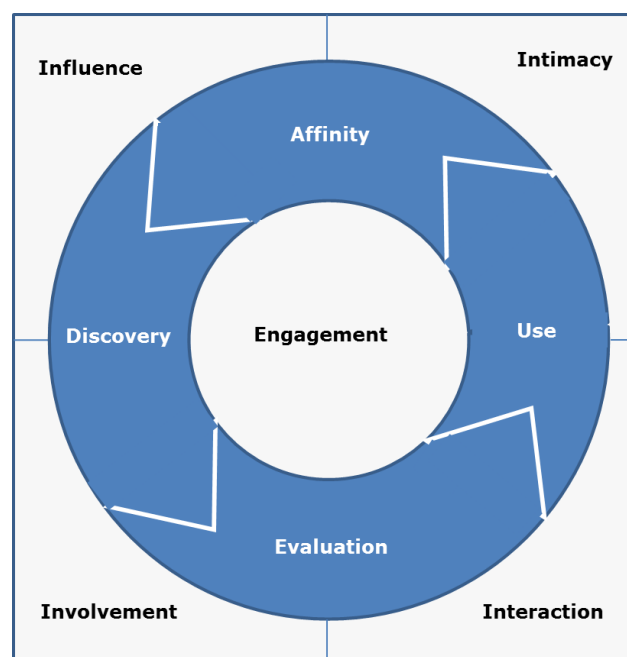 Influence
Intimacy
Affinity
Discovery
Engagement
Use
Evaluation
Involvement
Interaction